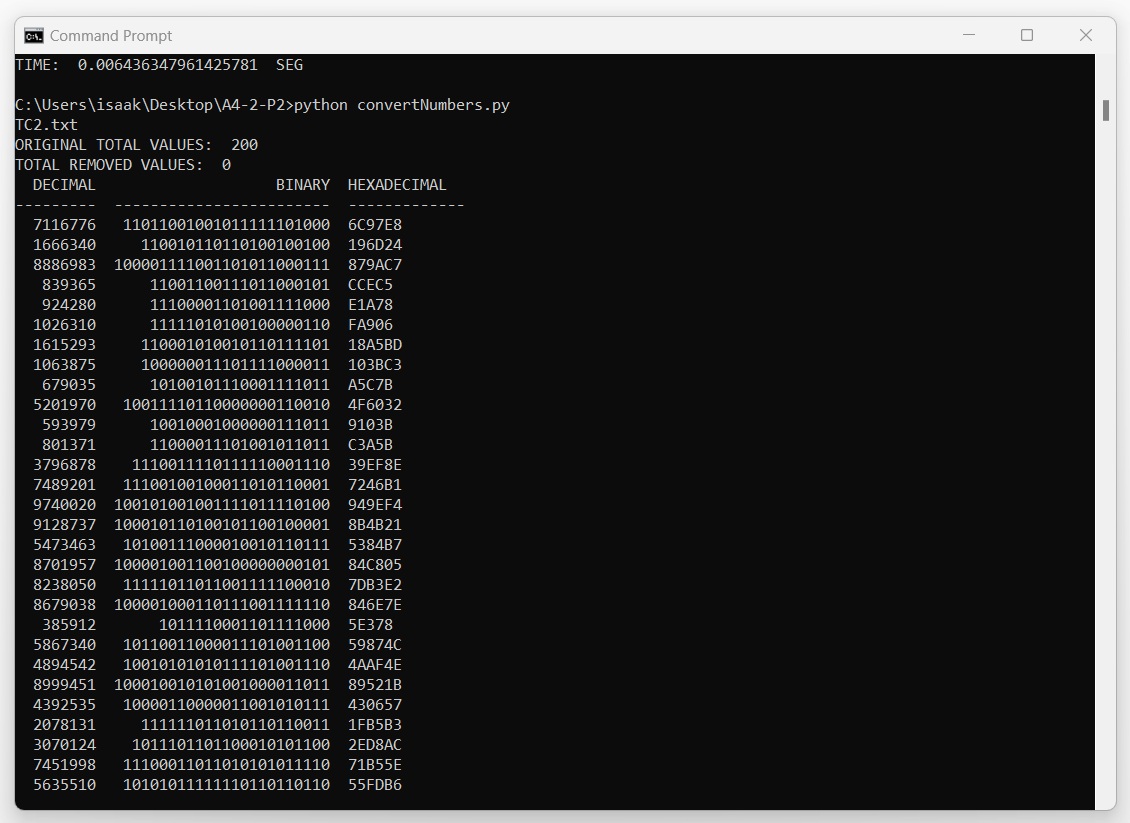 Command Prompt
TIME:  0.006436347961425781  SEG
C:\Users\isaak\Desktop\A4-2-P2>python convertNumbers.py
TC2.txt
ORIGINAL TOTAL VALUES:  200
TOTAL REMOVED VALUES:  0
  DECIMAL                    BINARY  HEXADECIMAL
---------  ------------------------  -------------
  7116776   11011001001011111101000  6C97E8
  1666340     110010110110100100100  196D24
  8886983  100001111001101011000111  879AC7
   839365      11001100111011000101  CCEC5
   924280      11100001101001111000  E1A78
  1026310      11111010100100000110  FA906
  1615293     110001010010110111101  18A5BD
  1063875     100000011101111000011  103BC3
   679035      10100101110001111011  A5C7B
  5201970   10011110110000000110010  4F6032
   593979      10010001000000111011  9103B
   801371      11000011101001011011  C3A5B
  3796878    1110011110111110001110  39EF8E
  7489201   11100100100011010110001  7246B1
  9740020  100101001001111011110100  949EF4
  9128737  100010110100101100100001  8B4B21
  5473463   10100111000010010110111  5384B7
  8701957  100001001100100000000101  84C805
  8238050   11111011011001111100010  7DB3E2
  8679038  100001000110111001111110  846E7E
   385912       1011110001101111000  5E378
  5867340   10110011000011101001100  59874C
  4894542   10010101010111101001110  4AAF4E
  8999451  100010010101001000011011  89521B
  4392535   10000110000011001010111  430657
  2078131     111111011010110110011  1FB5B3
  3070124    1011101101100010101100  2ED8AC
  7451998   11100011011010101011110  71B55E
  5635510   10101011111110110110110  55FDB6